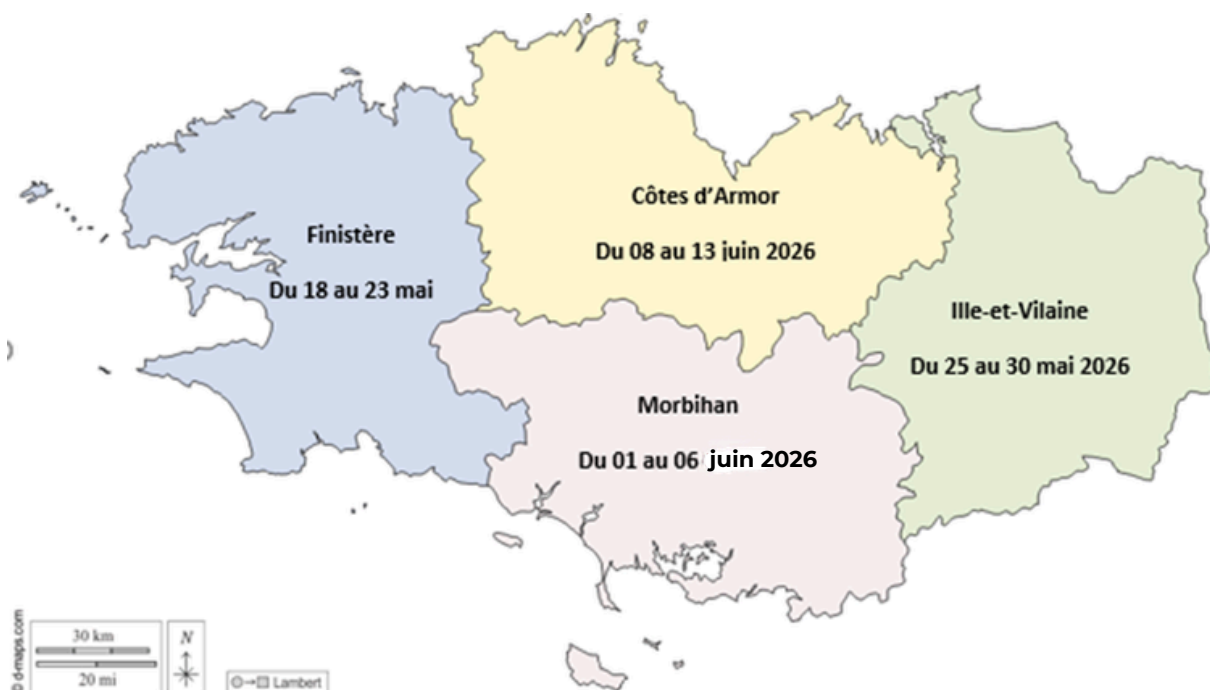 Côtes d’Armor
Du 08 au 13 juin 2026
Finistère
Du 18 au 23 mai
Ille-et-Vilaine
Du 25 au 30 mai 2026
Morbihan
Du 01 au 06 juin 2026
© d-maps.com
30 km
20 mi
N
Lambert